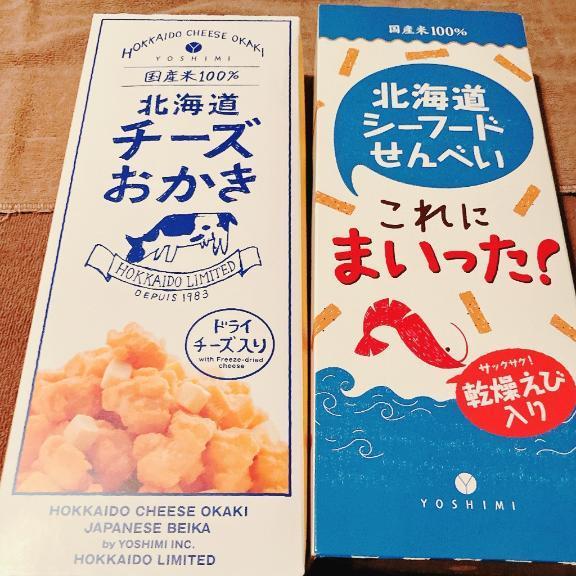 HOKKAIDO CHEESE OKAKI
YOSHIMI
国産米100%
北海道
チーズ
おかき
HOKKAIDO LIMITED
DEPUIS 1983
ドライ
チーズ入り
with Freeze-dried
cheese
HOKKAIDO CHEESE OKAKI
JAPANESE BEIKA
by YOSHIMI INC.
HOKKAIDO LIMITED
国産米100%
北海道
シーフード
せんべい
これに
まいった!
サックサク!
乾燥えび
入り
YOSHIMI